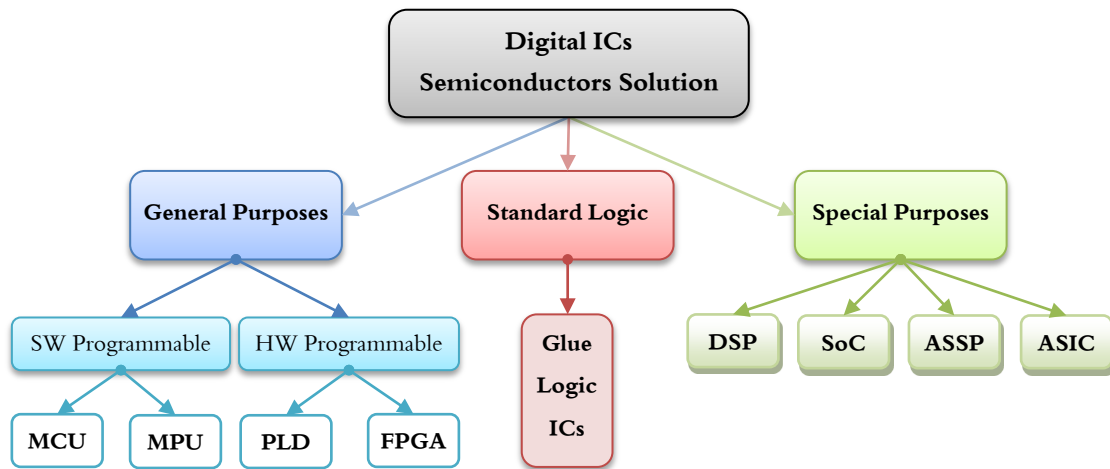 Digital ICs
Semiconductors Solution
General Purposes
Standard Logic
Special Purposes
SW Programmable
HW Programmable
Glue
Logic
ICs
DSP
SoC
ASSP
ASIC
MCU
MPU
PLD
FPGA